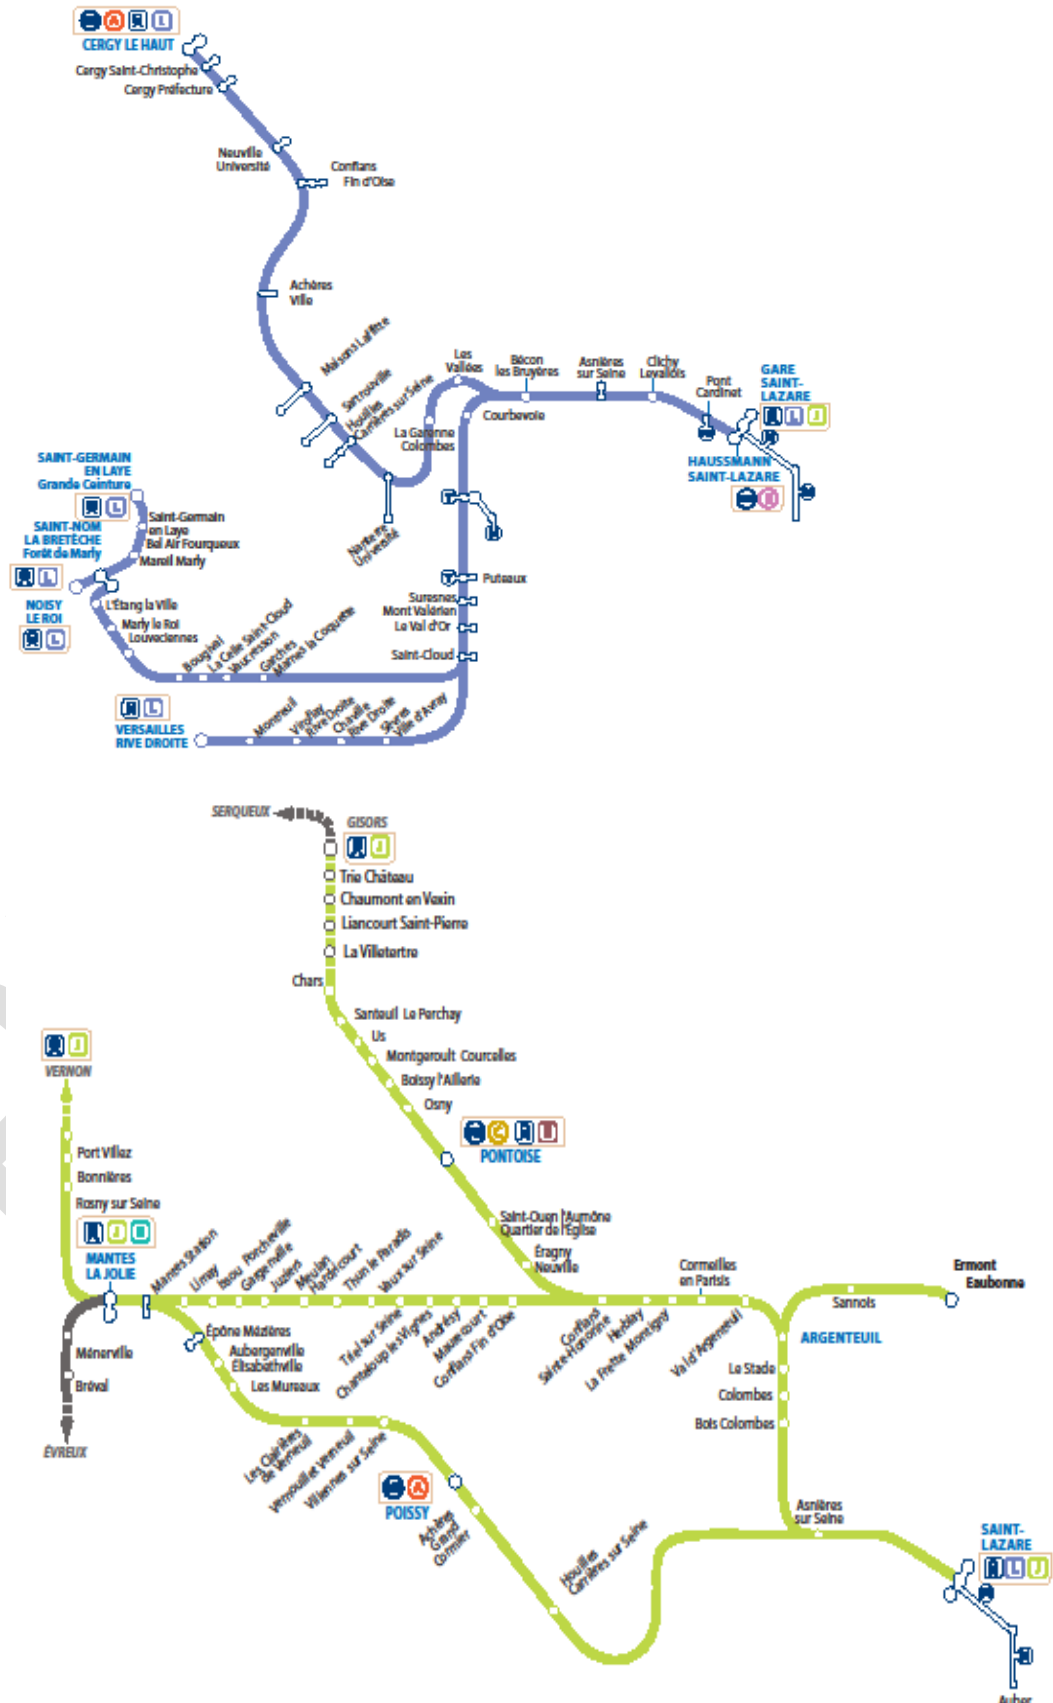 CERGY LE HAUT
Cergy Saint-Christophe
Cergy Préfecture
Neuville
Université
Conflans
Fin d'Oise
Achères
Ville
Maisons Laffitte
Sartrouville
Houilles
Carrières sur Seine
Les
Vallées
Bécon
les Bruyères
Asnières
sur Seine
Clichy
Levallois
Pont
Cardinet
GARE
SAINT-
LAZARE
L
J
La Garenne
Colombes
Courbevoie
HAUSSMANN
SAINT-LAZARE
Nanterre
Université
SAINT-GERMAIN
EN LAYE
Grande Ceinture
L
SAINT-NOM
LA BRETÈCHE
Forêt de Marly
L
Saint-Germain
en Laye
Bel Air Fourqueux
Mareil Marly
NOISY
LE ROI
L
L'Étang la Ville
Marly le Roi
Louveciennes
Puteaux
Suresnes
Mont Valérien
Le Val d'Or
Saint-Cloud
Bougival
La Celle Saint-Cloud
Vaucresson
Garches
Marnes la Coquette
L
VERSAILLES
RIVE DROITE
Montreuil
Viroflay
Rive Droite
Chaville
Rive Droite
Sèvres
Ville d'Avray
SERQUEUX
GISORS
J
Trie Château
Chaumont en Vexin
Liancourt Saint-Pierre
La Villetertre
Chars
Santeuil Le Perchay
Us
Montgeroult Courcelles
Boissy l'Aillerie
Osny
C
PONTOISE
J
VERNON
Port Villez
Bonnières
Rosny sur Seine
J
MANTES
LA JOLIE
Mantes Station
Limay
Issou Porcheville
Gargenville
Juziers
Meulan
Hardricourt
Thun le Paradis
Vaux sur Seine
Saint-Ouen l'Aumône
Quartier de l'Église
Éragny
Neuville
Cormeilles
en Parisis
Ermont
Eaubonne
Sannois
ARGENTEUIL
Triel sur Seine
Chanteloup les Vignes
Andrésy
Maurecourt
Conflans Fin d'Oise
Conflans
Sainte-Honorine
Herblay
La Frette Montigny
Val d'Argenteuil
Épône Mézières
Aubergenville
Élisabethville
Les Mureaux
Ménerville
Bréval
ÉVREUX
Le Stade
Colombes
Bois Colombes
Les Clairières
de Verneuil
Vernouillet Verneuil
Villennes sur Seine
A
POISSY
Achères
Grand
Cormier
Houilles
Carrières sur Seine
Asnières
sur Seine
SAINT-
LAZARE
L
J
Auber